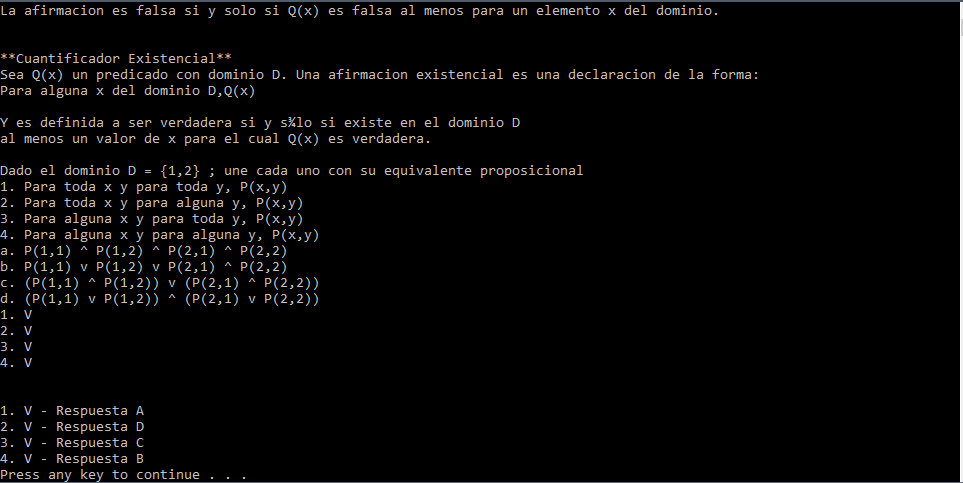 La afirmacion es falsa si y solo si Q(x) es falsa al menos para un elemento x del dominio.
**Cuantificador Existencial**
Sea Q(x) un predicado con dominio D. Una afirmacion existencial es una declaracion de la forma:
Para alguna x del dominio D,Q(x)
Y es definida a ser verdadera si y s¾lo si existe en el dominio D
al menos un valor de x para el cual Q(x) es verdadera.
Dado el dominio D = {1,2} ; une cada uno con su equivalente proposicional
1. Para toda x y para toda y, P(x,y)
2. Para toda x y para alguna y, P(x,y)
3. Para alguna x y para toda y, P(x,y)
4. Para alguna x y para alguna y, P(x,y)
a. P(1,1) ^ P(1,2) ^ P(2,1) ^ P(2,2)
b. P(1,1) v P(1,2) v P(2,1) ^ P(2,2)
c. (P(1,1) ^ P(1,2)) v (P(2,1) ^ P(2,2))
d. (P(1,1) v P(1,2)) ^ (P(2,1) v P(2,2))
1. V
2. V
3. V
4. V
1. V - Respuesta A
2. V - Respuesta D
3. V - Respuesta C
4. V - Respuesta B
Press any key to continue . . .